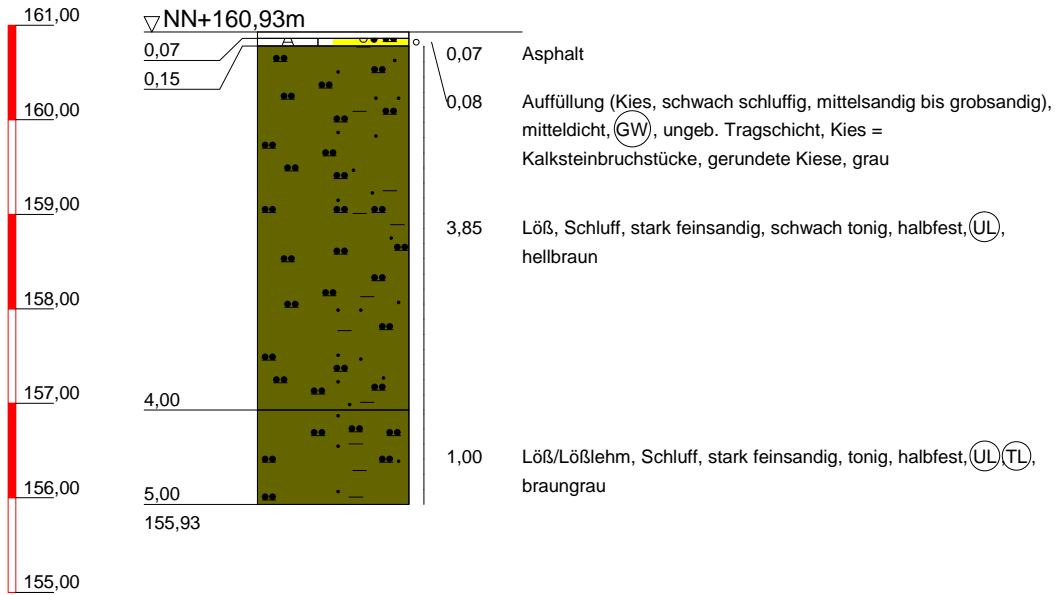 161,00
160,00
159,00
158,00
157,00
156,00
155,00
NN+160,93m
0,07
0,15
4,00
5,00
155,93
0,07 Asphalt
0,08 Auffüllung (Kies, schwach schluffig, mittelsandig bis grobsandig),
mitteldicht, GW, ungeb. Tragschicht, Kies =
Kalksteinbruchstücke, gerundete Kiese, grau
3,85 Löß, Schluff, stark feinsandig, schwach tonig, halbfest, UL,
hellbraun
1,00 Löß/Lößlehm, Schluff, stark feinsandig, tonig, halbfest, UL, TL,
braungrau